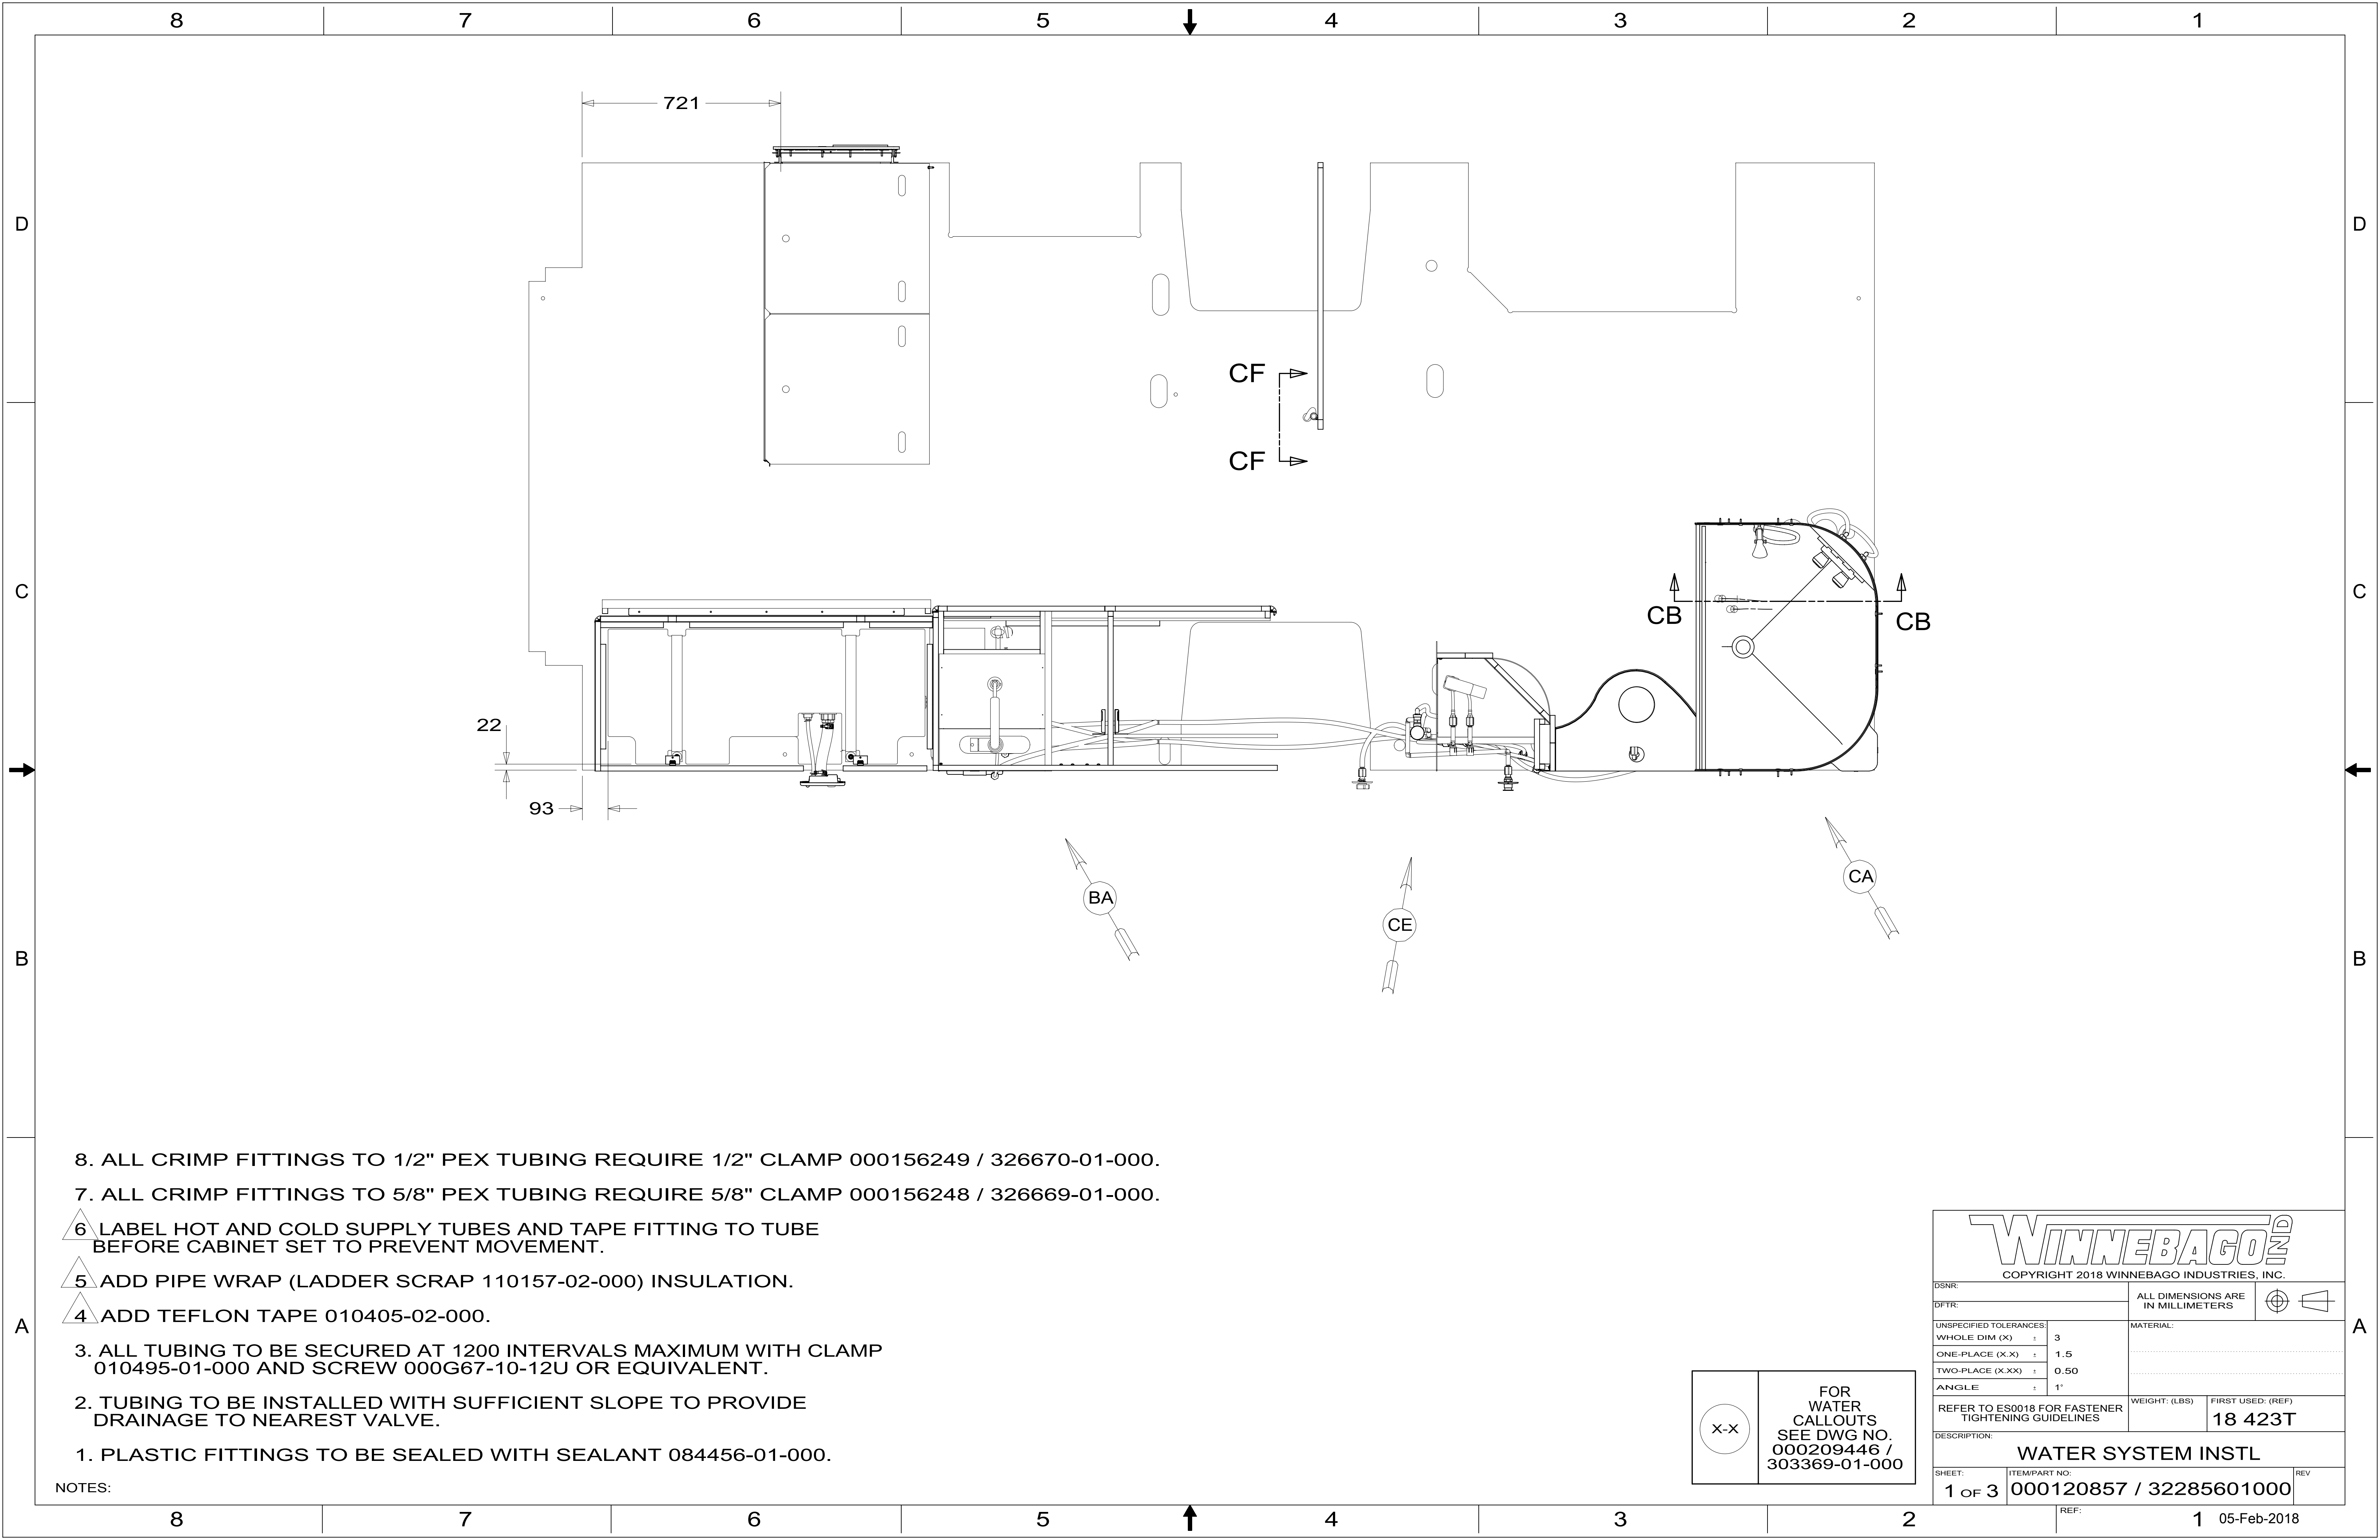 8 7 6 5 4 3 2 1
721
D D
CF
CF
C C
CB CB
22
93
BA
CE
CA
B B
8. ALL CRIMP FITTINGS TO 1/2" PEX TUBING REQUIRE 1/2" CLAMP 000156249 / 326670-01-000.
7. ALL CRIMP FITTINGS TO 5/8" PEX TUBING REQUIRE 5/8" CLAMP 000156248 / 326669-01-000.
6 LABEL HOT AND COLD SUPPLY TUBES AND TAPE FITTING TO TUBE
BEFORE CABINET SET TO PREVENT MOVEMENT.
5 ADD PIPE WRAP (LADDER SCRAP 110157-02-000) INSULATION.
4 ADD TEFLON TAPE 010405-02-000.
3. ALL TUBING TO BE SECURED AT 1200 INTERVALS MAXIMUM WITH CLAMP
010495-01-000 AND SCREW 000G67-10-12U OR EQUIVALENT.
2. TUBING TO BE INSTALLED WITH SUFFICIENT SLOPE TO PROVIDE
DRAINAGE TO NEAREST VALVE.
1. PLASTIC FITTINGS TO BE SEALED WITH SEALANT 084456-01-000.
NOTES:
A A
X-X
FOR
WATER
CALLOUTS
SEE DWG NO.
000209446 /
303369-01-000
WINNEBAGO IND
COPYRIGHT 2018 WINNEBAGO INDUSTRIES, INC.
DSNR:
DFTR:
ALL DIMENSIONS ARE
IN MILLIMETERS
UNSPECIFIED TOLERANCES:
WHOLE DIM (X) ± 3
ONE-PLACE (X.X) ± 1.5
TWO-PLACE (X.XX) ± 0.50
ANGLE ± 1°
MATERIAL:
REFER TO ES0018 FOR FASTENER
TIGHTENING GUIDELINES
WEIGHT: (LBS)
FIRST USED: (REF)
18 423T
DESCRIPTION:
WATER SYSTEM INSTL
SHEET:
1 OF 3
ITEM/PART NO:
000120857 / 32285601000
REV
REF:
8 7 6 5 4 3 2 1
05-Feb-2018